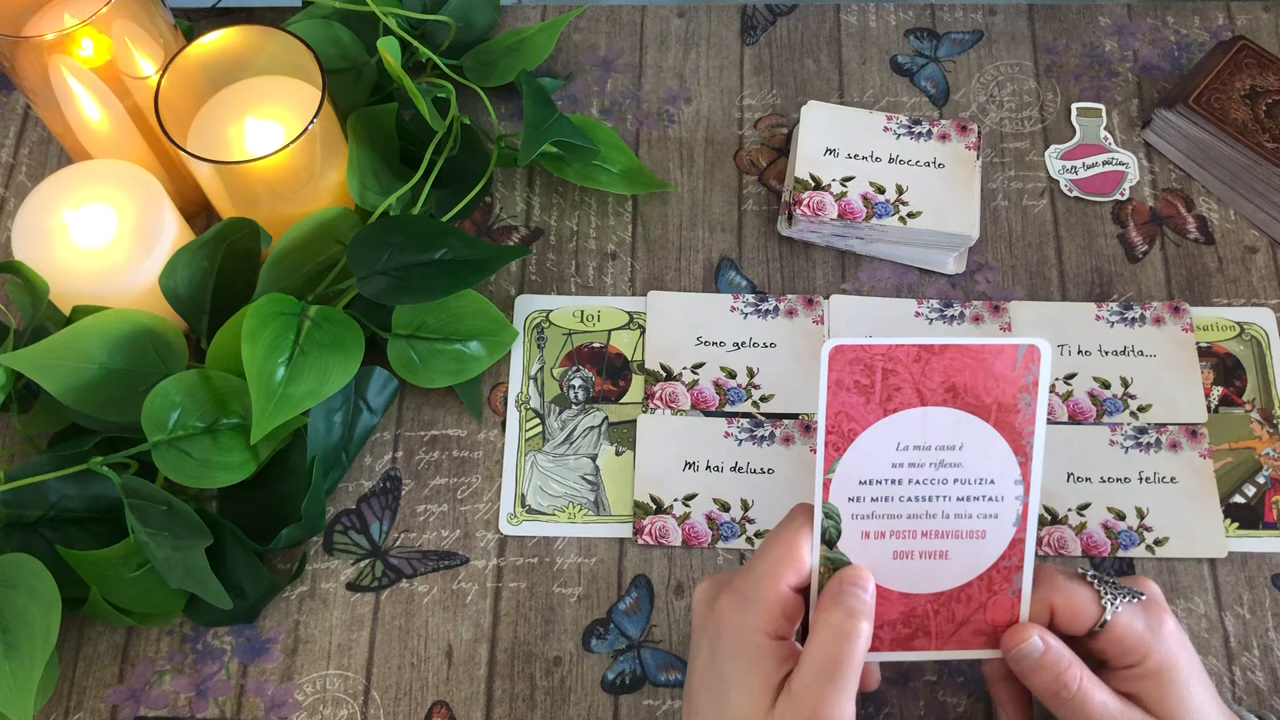 Mi sento bloccato
Self-love potion
Loi
23
Sono geloso
Ti ho tradita...
sation
Mi hai deluso
Non sono felice
La mia casa è
un mio riflesso.
MENTRE FACCIO PULIZIA
NEI MIEI CASSETTI MENTALI
trasformo anche la mia casa
IN UN POSTO MERAVIGLIOSO
DOVE VIVERE.